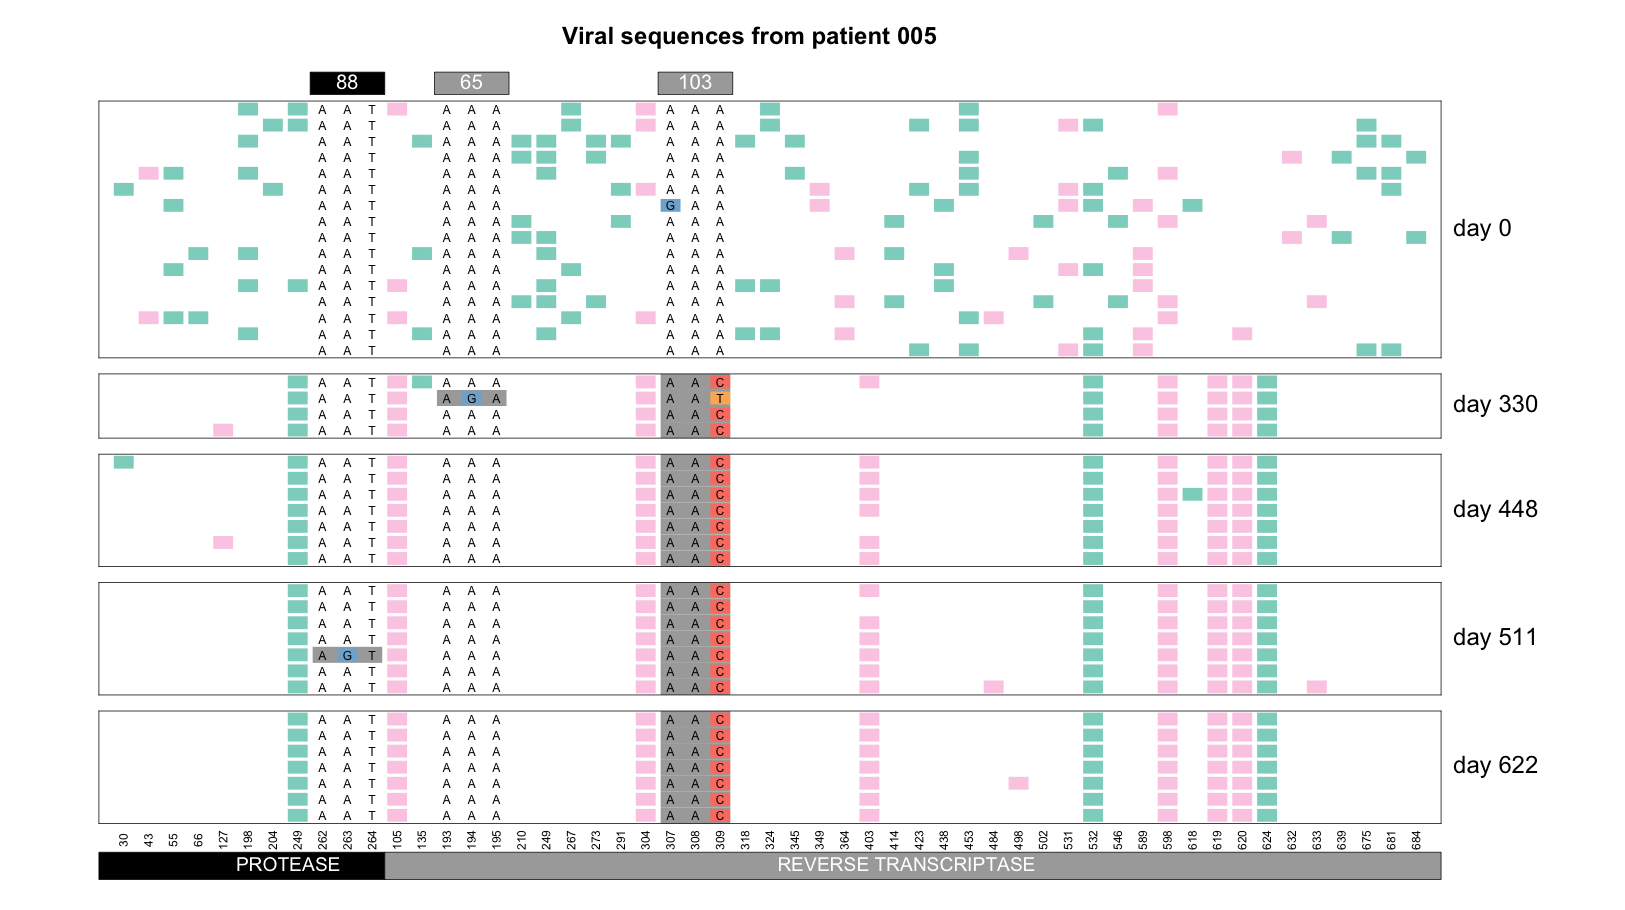 Viral sequences from patient 005
88 65 103
A A T A A A A A A
A A T A A A A A A
A A T A A A A A A
A A T A A A A A A
A A T A A A A A A
A A T A A A A A A
A A T A A A G A A
A A T A A A A A A
day 0
A A T A A A A A A
A A T A A A A A A
A A T A A A A A A
A A T A A A A A A
A A T A A A A A A
A A T A A A A A A
A A T A A A A A A
A A T A A A A A A
A A T A A A A A C
A A T A G A A A T
day 330
A A T A A A A A C
A A T A A A A A C
A A T A A A A A C
A A T A A A A A C
A A T A A A A A C
A A T A A A A A C
day 448
A A T A A A A A C
A A T A A A A A C
A A T A A A A A C
A A T A A A A A C
A A T A A A A A C
A A T A A A A A C
A A T A A A A A C
day 511
A G T A A A A A C
A A T A A A A A C
A A T A A A A A C
A A T A A A A A C
A A T A A A A A C
A A T A A A A A C
A A T A A A A A C
day 622
A A T A A A A A C
A A T A A A A A C
A A T A A A A A C
30 43 55 66 127 198 204 249 262 263 264 105 135 193 194 195 210 249 267 273 291 304 307 308 309 318 324 345 349 364 403 414 423 438 453 484 498 502 531 532 546 589 598 618 619 620 624 632 633 639 675 681 684
PROTEASE REVERSE TRANSCRIPTASE